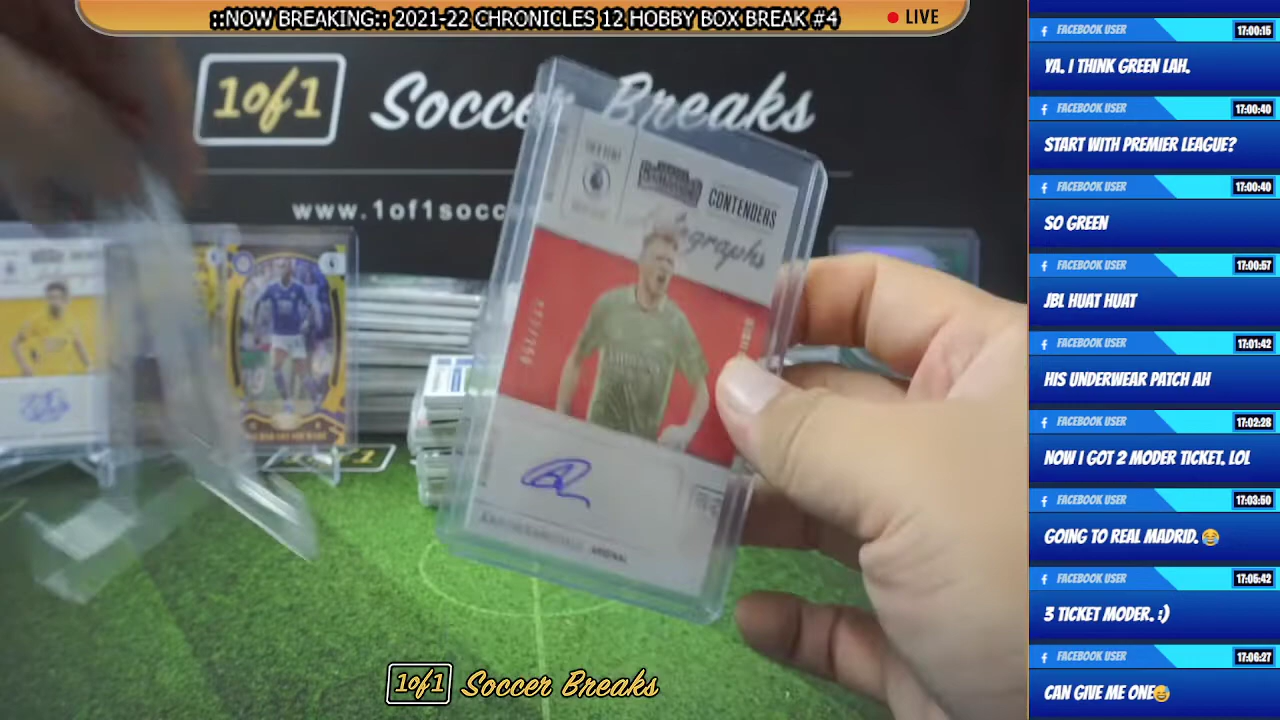 ::NOW BREAKING:: 2021-22 CHRONICLES 12 HOBBY BOX BREAK #4
LIVE
1of1 Soccer Breaks
www.1of1socc
CONTENDERS
1of1 Soccer Breaks
FACEBOOK USER 17:00:15
YA. I THINK GREEN LAH.
FACEBOOK USER 17:00:40
START WITH PREMIER LEAGUE?
FACEBOOK USER 17:00:40
SO GREEN
FACEBOOK USER 17:00:57
JBL HUAT HUAT
FACEBOOK USER 17:01:42
HIS UNDERWEAR PATCH AH
FACEBOOK USER 17:02:28
NOW I GOT 2 MODER TICKET. LOL
FACEBOOK USER 17:03:50
GOING TO REAL MADRID. 😂
FACEBOOK USER 17:05:42
3 TICKET MODER. :)
FACEBOOK USER 17:06:27
CAN GIVE ME ONE😅